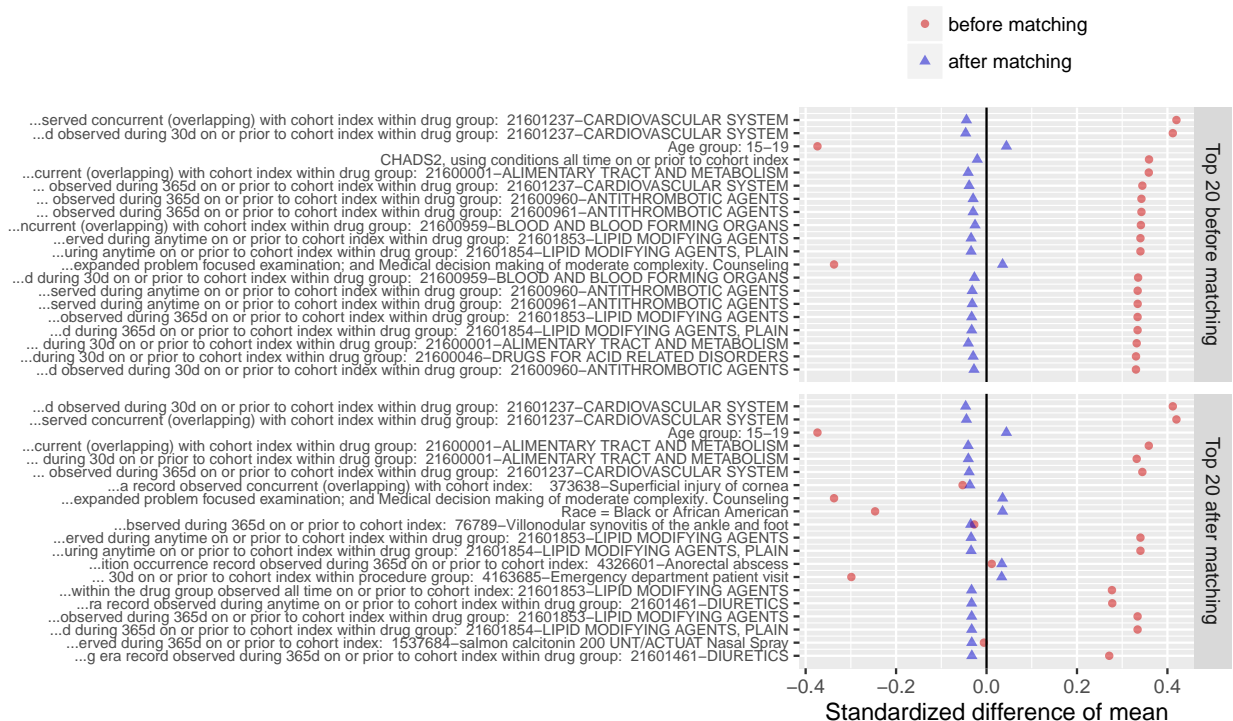 before matching
after matching
...served concurrent (overlapping) with cohort index within drug group:  21601237−CARDIOVASCULAR SYSTEM
...d observed during 30d on or prior to cohort index within drug group:  21601237−CARDIOVASCULAR SYSTEM
Age group: 15−19
CHADS2, using conditions all time on or prior to cohort index
...current (overlapping) with cohort index within drug group:  21600001−ALIMENTARY TRACT AND METABOLISM
... observed during 365d on or prior to cohort index within drug group:  21601237−CARDIOVASCULAR SYSTEM
... observed during 365d on or prior to cohort index within drug group:  21600960−ANTITHROMBOTIC AGENTS
... observed during 365d on or prior to cohort index within drug group:  21600961−ANTITHROMBOTIC AGENTS
...ncurrent (overlapping) with cohort index within drug group:  21600959−BLOOD AND BLOOD FORMING ORGANS
...erved during anytime on or prior to cohort index within drug group:  21601853−LIPID MODIFYING AGENTS
...uring anytime on or prior to cohort index within drug group:  21601854−LIPID MODIFYING AGENTS, PLAIN
...expanded problem focused examination; and Medical decision making of moderate complexity. Counseling
...d during 30d on or prior to cohort index within drug group:  21600959−BLOOD AND BLOOD FORMING ORGANS
...served during anytime on or prior to cohort index within drug group:  21600960−ANTITHROMBOTIC AGENTS
...served during anytime on or prior to cohort index within drug group:  21600961−ANTITHROMBOTIC AGENTS
...observed during 365d on or prior to cohort index within drug group:  21601853−LIPID MODIFYING AGENTS
...d during 365d on or prior to cohort index within drug group:  21601854−LIPID MODIFYING AGENTS, PLAIN
... during 30d on or prior to cohort index within drug group:  21600001−ALIMENTARY TRACT AND METABOLISM
...during 30d on or prior to cohort index within drug group:  21600046−DRUGS FOR ACID RELATED DISORDERS
...d observed during 30d on or prior to cohort index within drug group:  21600960−ANTITHROMBOTIC AGENTS
Top 20 before matching
...d observed during 30d on or prior to cohort index within drug group:  21601237−CARDIOVASCULAR SYSTEM
...served concurrent (overlapping) with cohort index within drug group:  21601237−CARDIOVASCULAR SYSTEM
Age group: 15−19
...current (overlapping) with cohort index within drug group:  21600001−ALIMENTARY TRACT AND METABOLISM
... during 30d on or prior to cohort index within drug group:  21600001−ALIMENTARY TRACT AND METABOLISM
... observed during 365d on or prior to cohort index within drug group:  21601237−CARDIOVASCULAR SYSTEM
...a record observed concurrent (overlapping) with cohort index:    373638−Superficial injury of cornea
...expanded problem focused examination; and Medical decision making of moderate complexity. Counseling
Race = Black or African American
...bserved during 365d on or prior to cohort index:  76789−Villonodular synovitis of the ankle and foot
...erved during anytime on or prior to cohort index within drug group:  21601853−LIPID MODIFYING AGENTS
...uring anytime on or prior to cohort index within drug group:  21601854−LIPID MODIFYING AGENTS, PLAIN
...ition occurrence record observed during 365d on or prior to cohort index:  4326601−Anorectal abscess
... 30d on or prior to cohort index within procedure group:  4163685−Emergency department patient visit
...within the drug group observed all time on or prior to cohort index: 21601853−LIPID MODIFYING AGENTS
...ra record observed during anytime on or prior to cohort index within drug group:  21601461−DIURETICS
...observed during 365d on or prior to cohort index within drug group:  21601853−LIPID MODIFYING AGENTS
...d during 365d on or prior to cohort index within drug group:  21601854−LIPID MODIFYING AGENTS, PLAIN
...erved during 365d on or prior to cohort index:  1537684−salmon calcitonin 200 UNT/ACTUAT Nasal Spray
...g era record observed during 365d on or prior to cohort index within drug group:  21601461−DIURETICS
Top 20 after matching
−0.4 −0.2 0.0 0.2 0.4
Standardized difference of mean